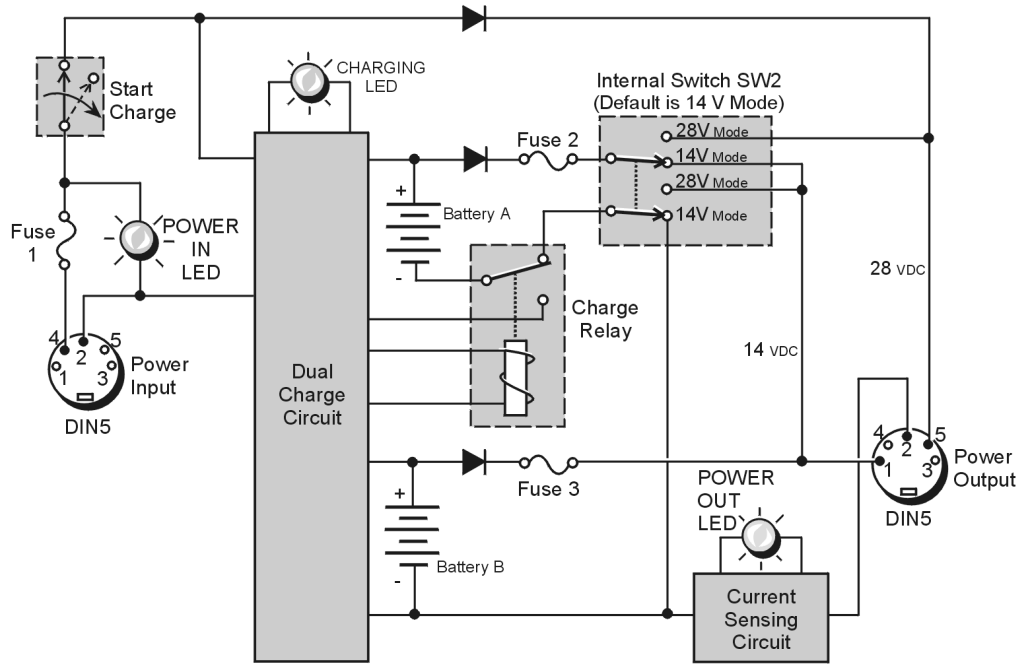 CHARGING
LED
Internal Switch SW2
(Default is 14 V Mode)
Start
Charge
28V Mode
Fuse 2
14V Mode
28V Mode
+
Battery A
14V Mode
Fuse
1
POWER
IN
LED
-
28 VDC
Charge
Relay
4
2
5
1
3
Power
Input
DIN5
14 VDC
Dual
Charge
Circuit
4
2
5
1
3
Power
Output
DIN5
Fuse 3
POWER
OUT
LED
+
Battery B
-
Current
Sensing
Circuit